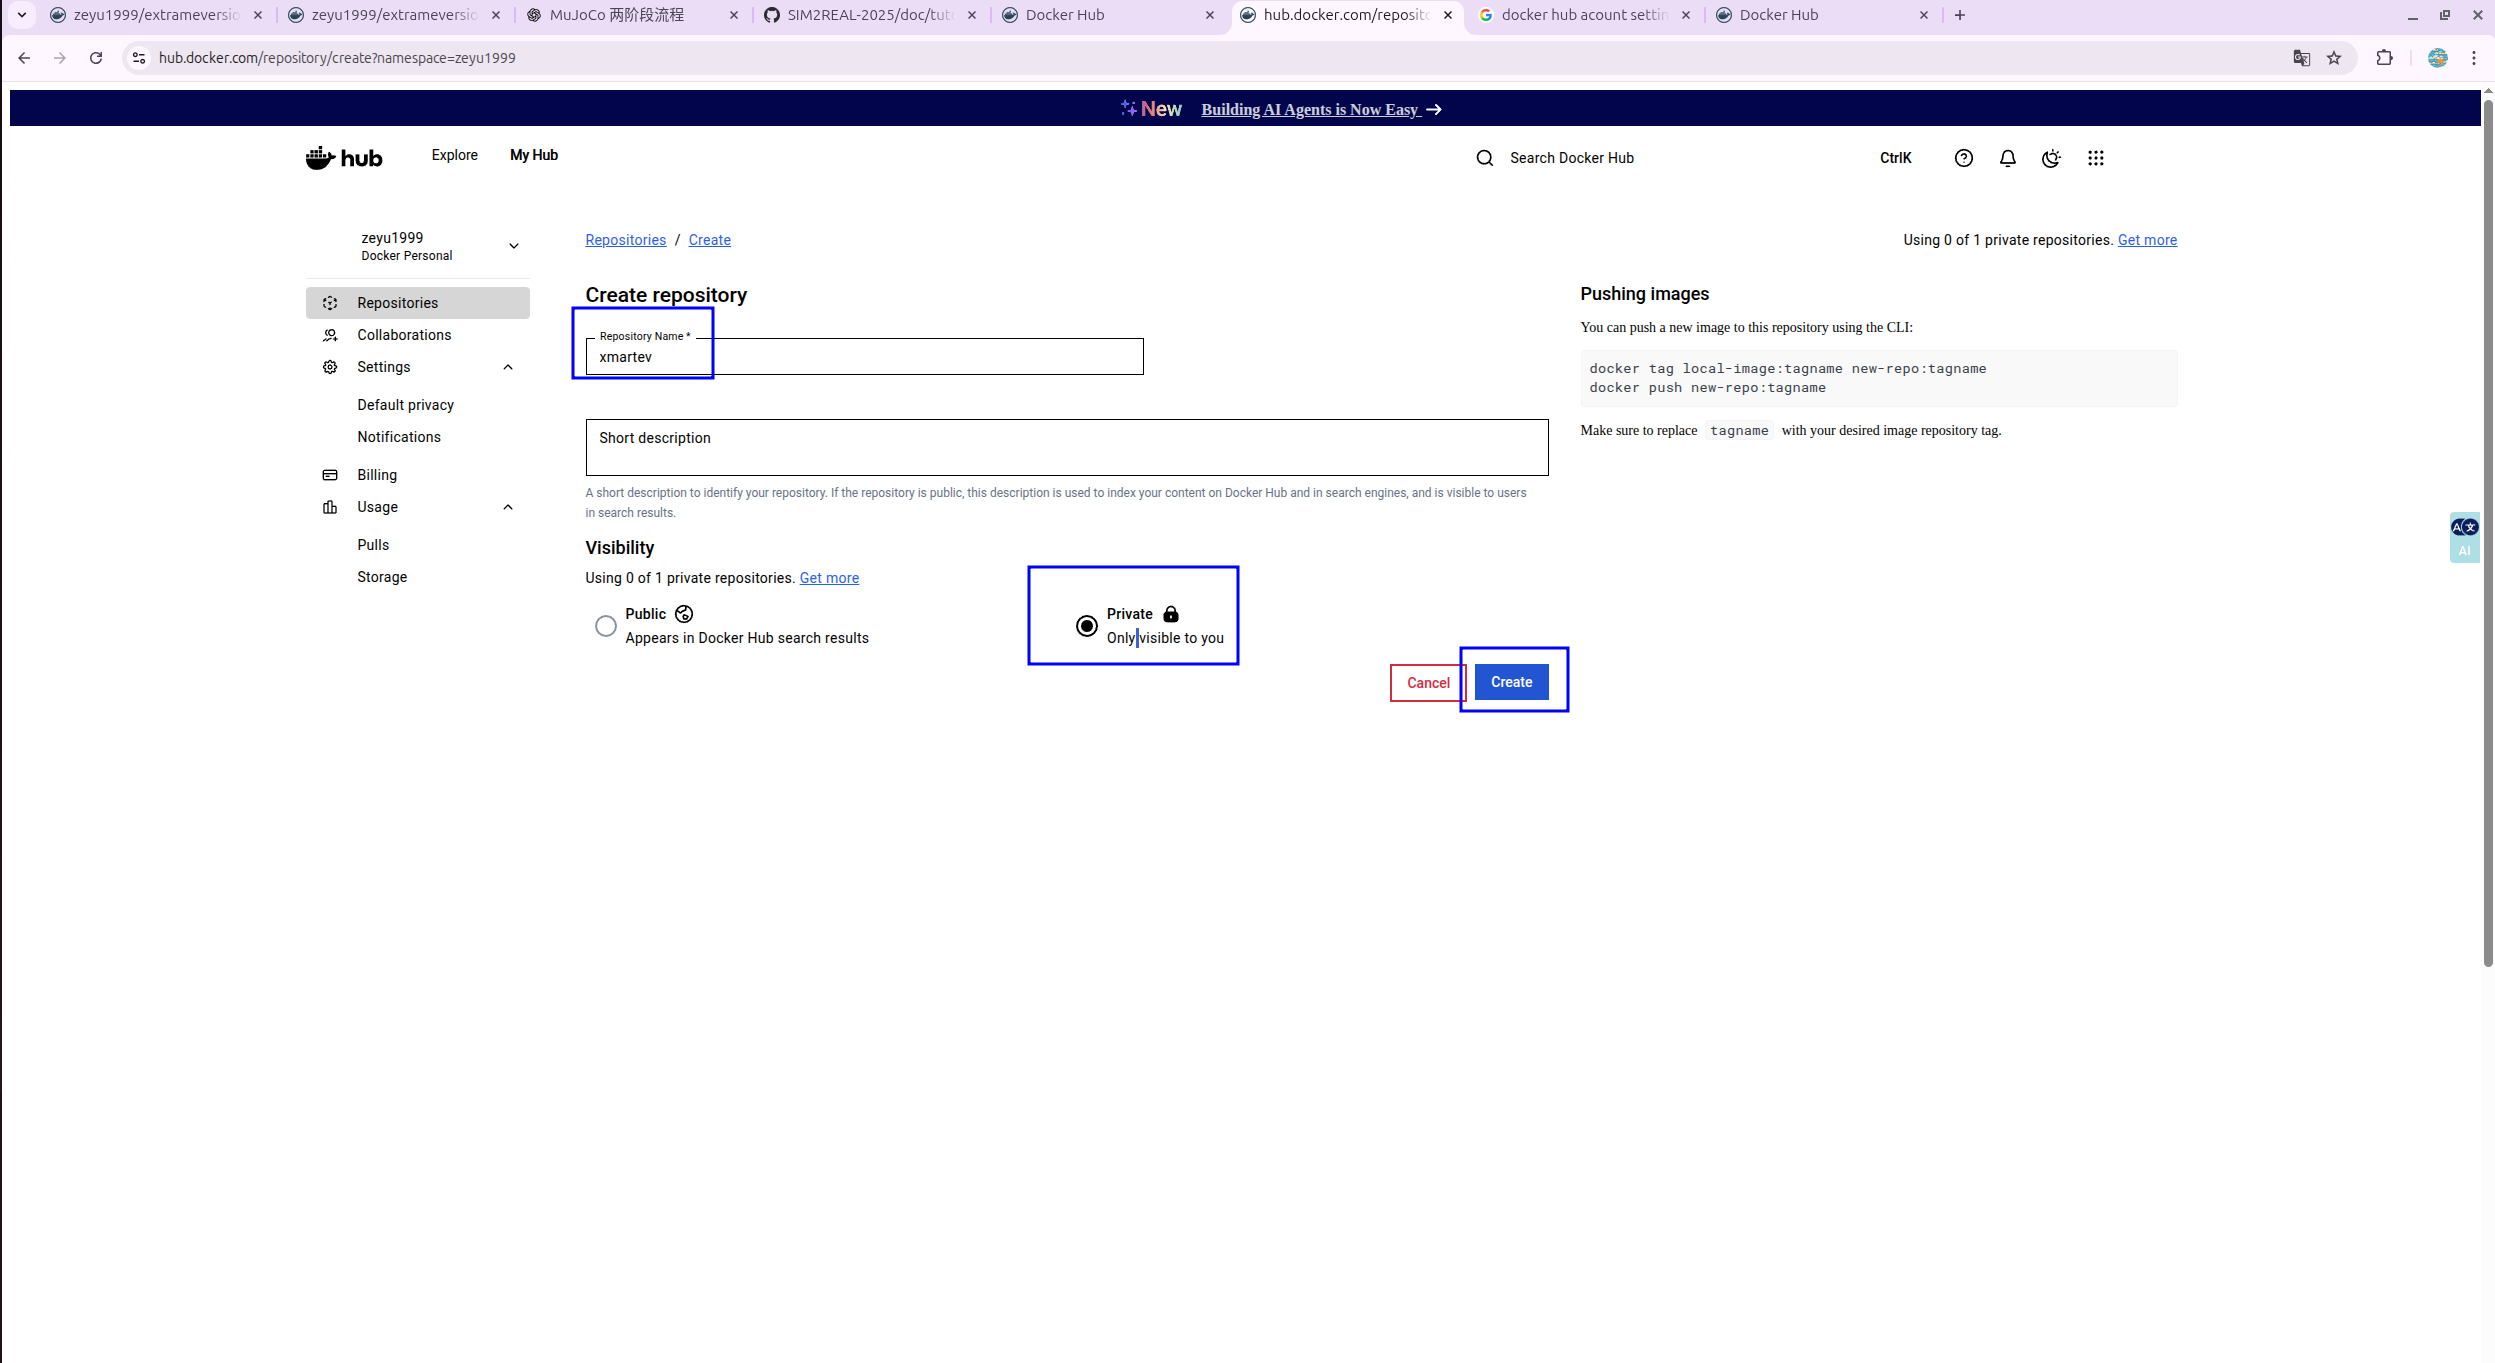 zeyu1999/extrameversio
zeyu1999/extrameversio
MuJoCo 两阶段流程
SIM2REAL-2025/doc/tuto
Docker Hub
hub.docker.com/reposito
docker hub acount settin
Docker Hub
hub.docker.com/repository/create?namespace=zeyu1999
New Building AI Agents is Now Easy →
hub
Explore
My Hub
Search Docker Hub
CtrlK
zeyu1999
Docker Personal
Repositories
Collaborations
Settings
Default privacy
Notifications
Billing
Usage
Pulls
Storage
Repositories / Create
Using 0 of 1 private repositories. Get more
Create repository
Repository Name *
xmartev
Short description
A short description to identify your repository. If the repository is public, this description is used to index your content on Docker Hub and in search engines, and is visible to users
in search results.
Visibility
Using 0 of 1 private repositories. Get more
Public
Appears in Docker Hub search results
Private
Only visible to you
Cancel
Create
Pushing images
You can push a new image to this repository using the CLI:
docker tag local-image:tagname new-repo:tagname
docker push new-repo:tagname
Make sure to replace tagname with your desired image repository tag.
A文
AI